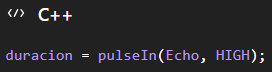 </> C++
duracion = pulseIn(Echo, HIGH);